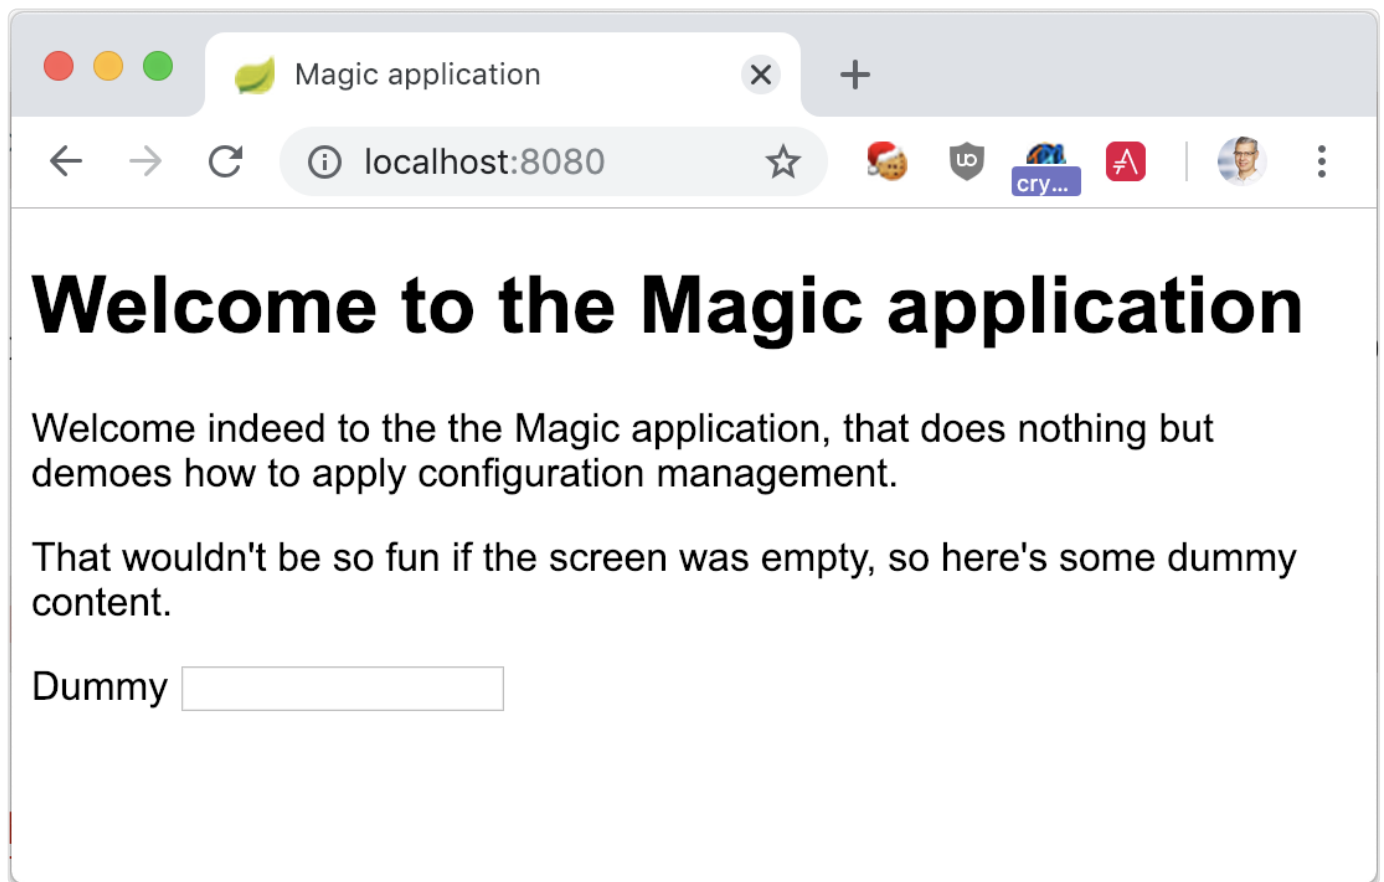 Magic application
localhost:8080
cry...
Welcome to the Magic application
Welcome indeed to the the Magic application, that does nothing but
demoes how to apply configuration management.
That wouldn't be so fun if the screen was empty, so here's some dummy
content.
Dummy